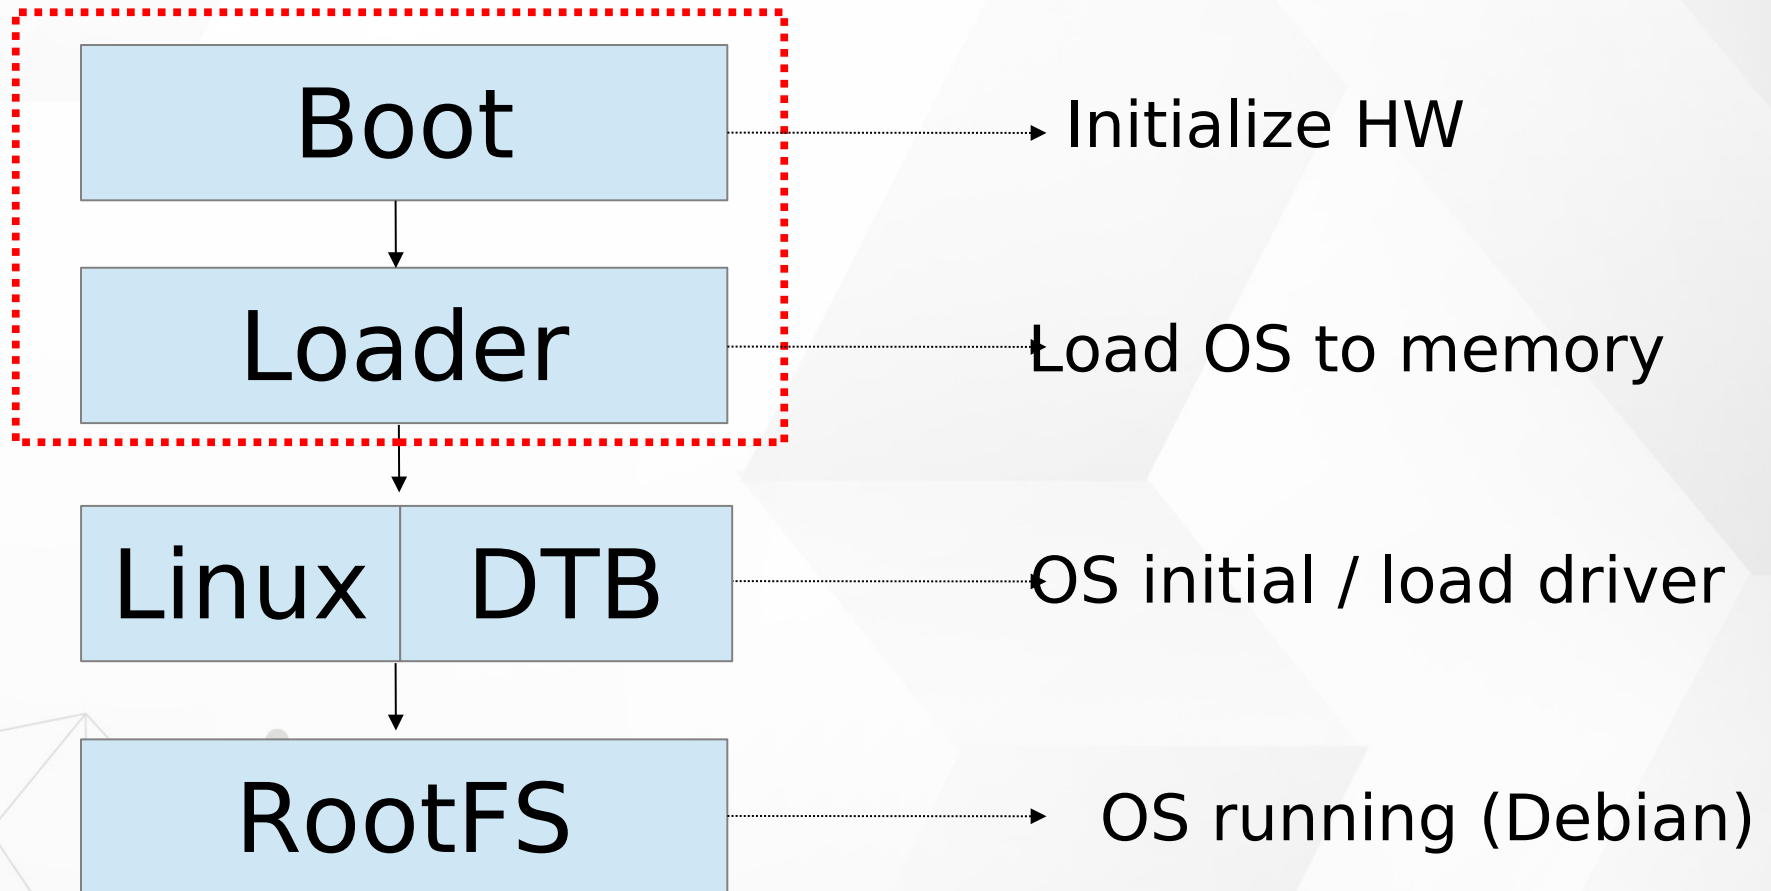 Boot
Initialize HW
Loader
Load OS to memory
Linux
DTB
OS initial / load driver
RootFS
OS running (Debian)